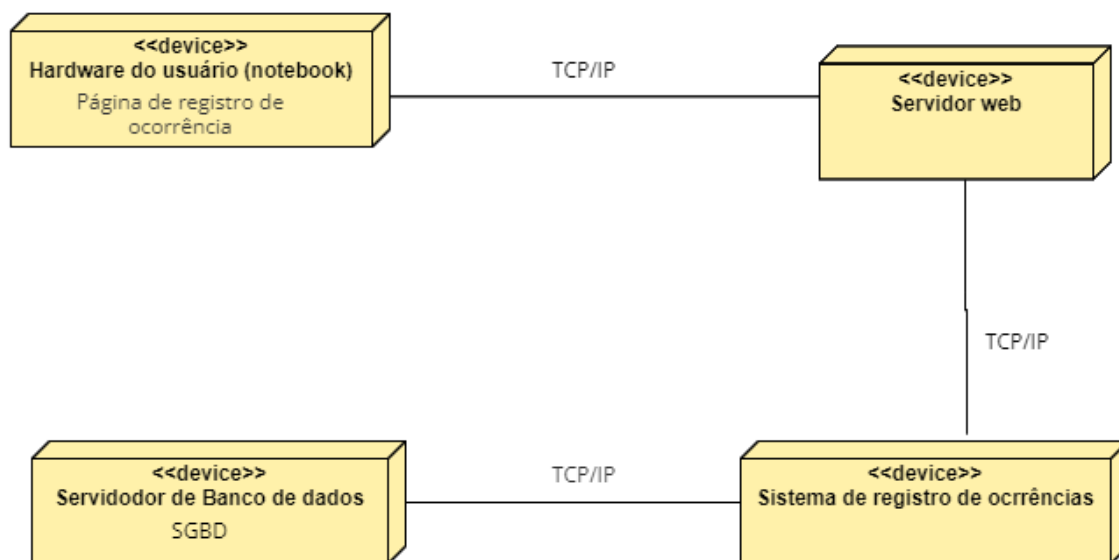 <<device>>
Hardware do usuário (notebook)
Página de registro de
ocorrência
TCP/IP
<<device>>
Servidor web
TCP/IP
<<device>>
Servidodor de Banco de dados
SGBD
TCP/IP
<<device>>
Sistema de registro de ocrrências